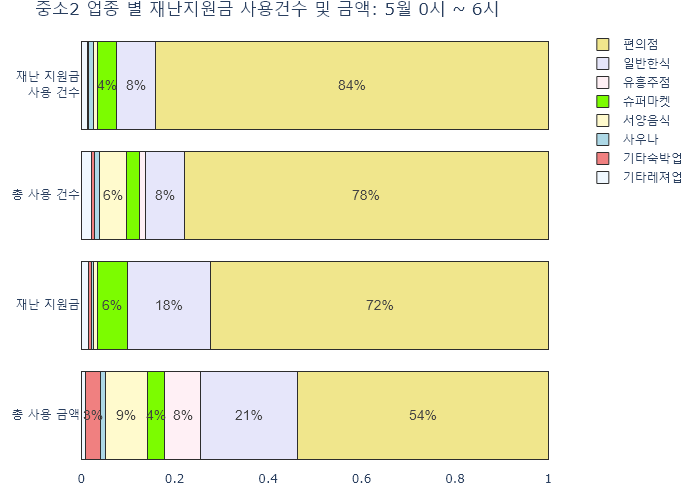 중소2 업종 별 재난지원금 사용건수 및 금액: 5월 0시 ~ 6시
재난 지원금
사용 건수
4%
8%
84%
총 사용 건수
6%
8%
78%
재난 지원금
6%
18%
72%
총 사용 금액
3%
9%
4%
8%
21%
54%
0
0.2
0.4
0.6
0.8
1
편의점
일반한식
유흥주점
슈퍼마켓
서양음식
사우나
기타숙박업
기타레져업